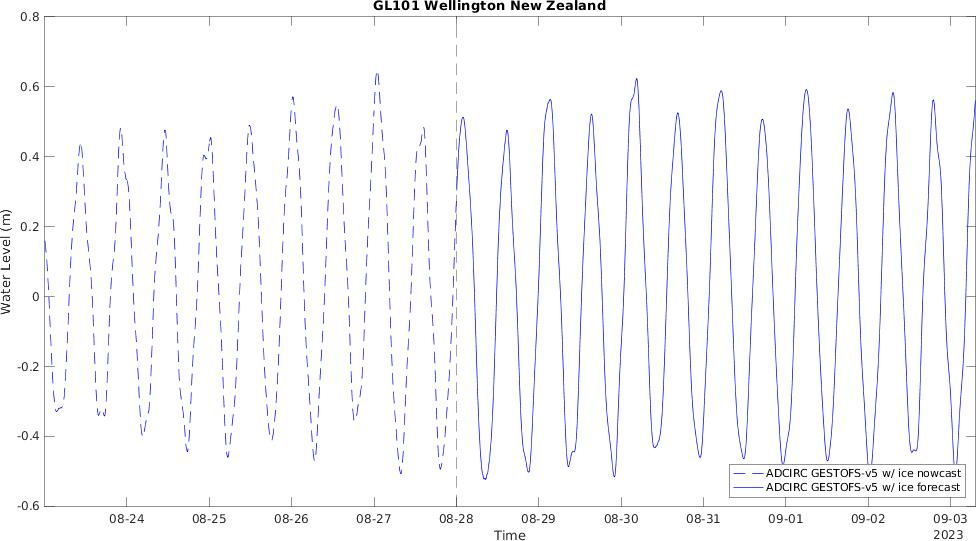 GL101 Wellington New Zealand
0.8
0.6
0.4
0.2
0
-0.2
-0.4
-0.6
Water Level (m)
ADCIRC GESTOFS-v5 w/ ice nowcast
ADCIRC GESTOFS-v5 w/ ice forecast
08-24 08-25 08-26 08-27 08-28 08-29 08-30 08-31 09-01 09-02 09-03
Time
2023